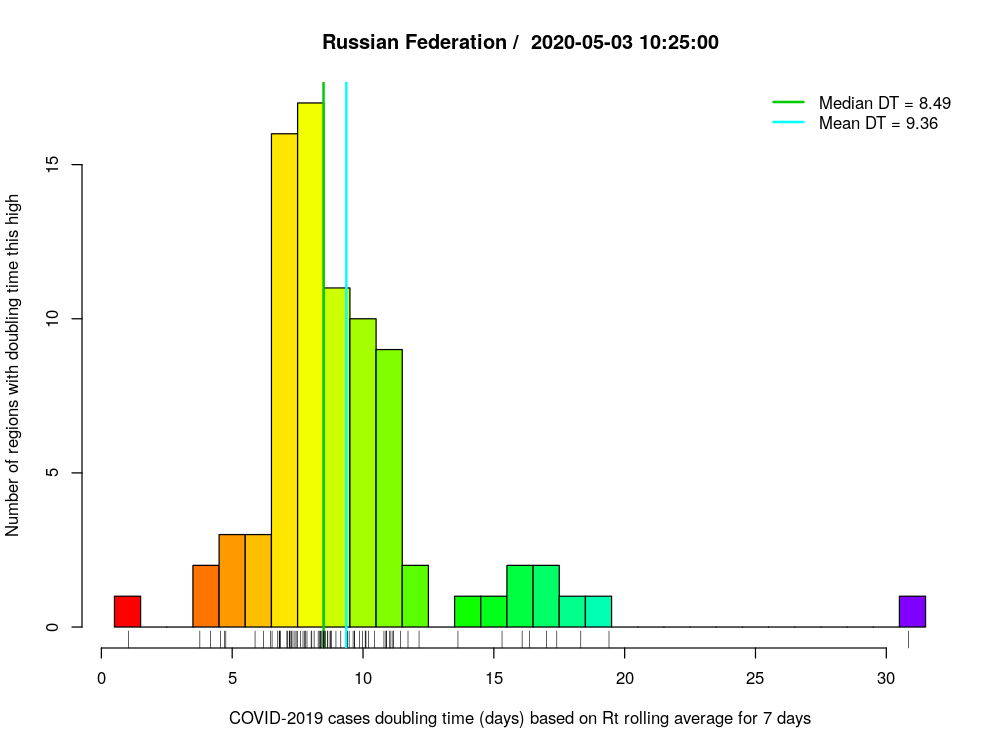 Russian Federation /  2020-05-03 10:25:00
Median DT = 8.49
Mean DT = 9.36
Number of regions with doubling time this high
15
10
5
0
0 5 10 15 20 25 30
COVID-2019 cases doubling time (days) based on Rt rolling average for 7 days